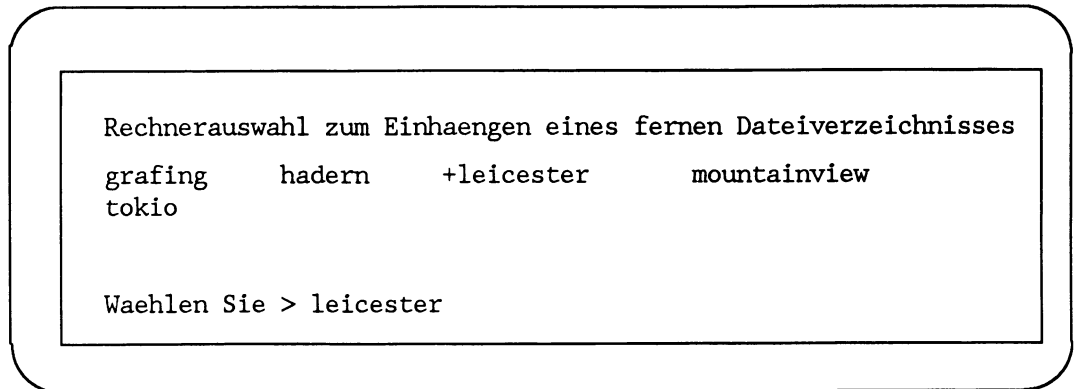 Rechnerauswahl zum Einhaengen eines fernen Dateiverzeichnisses
grafing hadern +leicester mountainview
tokio
Waehlen Sie > leicester